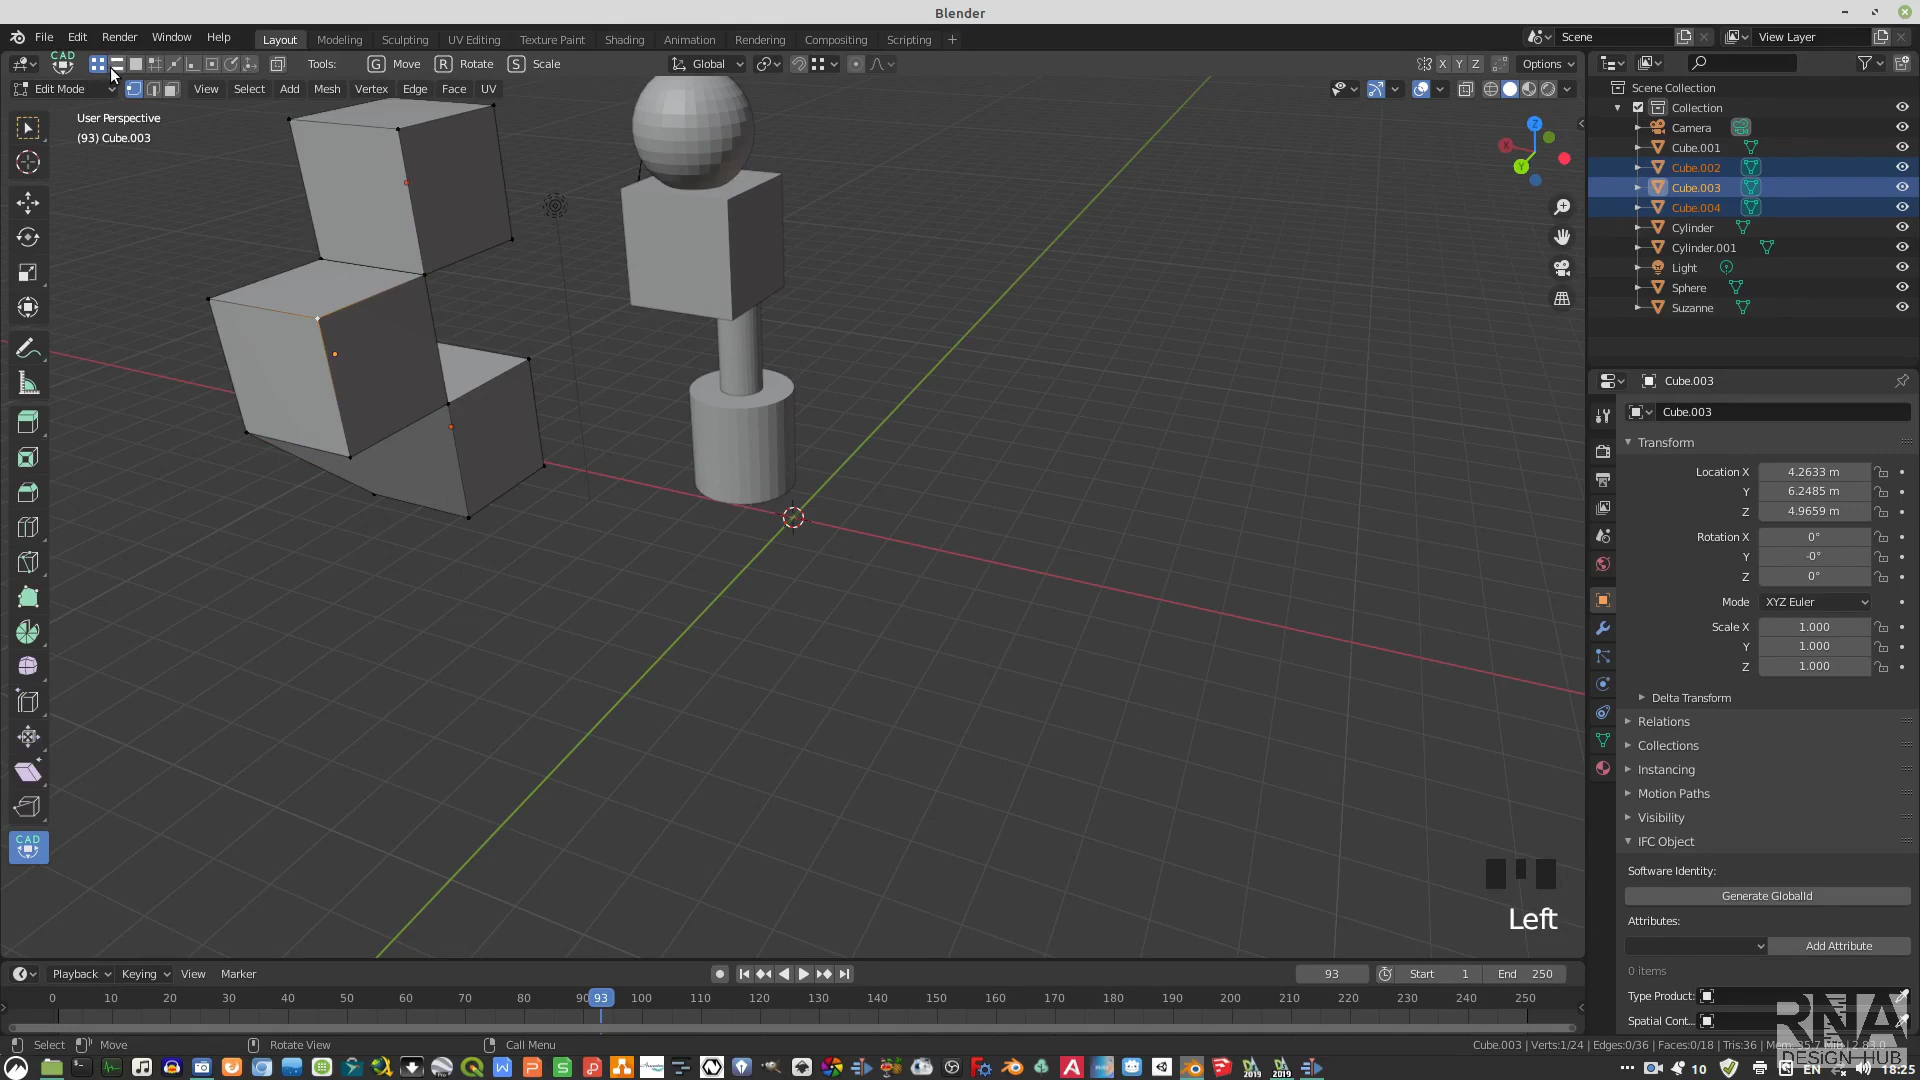 Blender
File Edit Render Window Help Layout Modeling Sculpting UV Editing Texture Paint Shading Animation Rendering Compositing Scripting + Scene View Layer
CAD Tools: G Move R Rotate S Scale Global X Y Z Options
Edit Mode View Select Add Mesh Vertex Edge Face UV
User Perspective
(93) Cube.003
Z
X
Y
CAD
Left
Scene Collection
Collection
Camera
Cube.001
Cube.002
Cube.003
Cube.004
Cylinder
Cylinder.001
Light
Sphere
Suzanne
Cube.003
Cube.003
Transform
Location X 4.2633 m
Y 6.2485 m
Z 4.9659 m
Rotation X 0°
Y -0°
Z 0°
Mode XYZ Euler
Scale X 1.000
Y 1.000
Z 1.000
Delta Transform
Relations
Collections
Instancing
Motion Paths
Visibility
IFC Object
Software Identity:
Generate GlobalId
Attributes:
Add Attribute
0 items
Type Product:
Spatial Cont...
Playback Keying View Marker 93 Start 1 End 250
0 10 20 30 40 50 60 70 80 90 93 100 110 120 130 140 150 160 170 180 190 200 210 220 230 240 250
Select Move Rotate View Call Menu Cube.003 | Verts:1/24 | Edges:0/36 | Faces:0/18 | Tris:36 |
RNA
DESIGN-HUB
2019 2019 10 EN 18:25